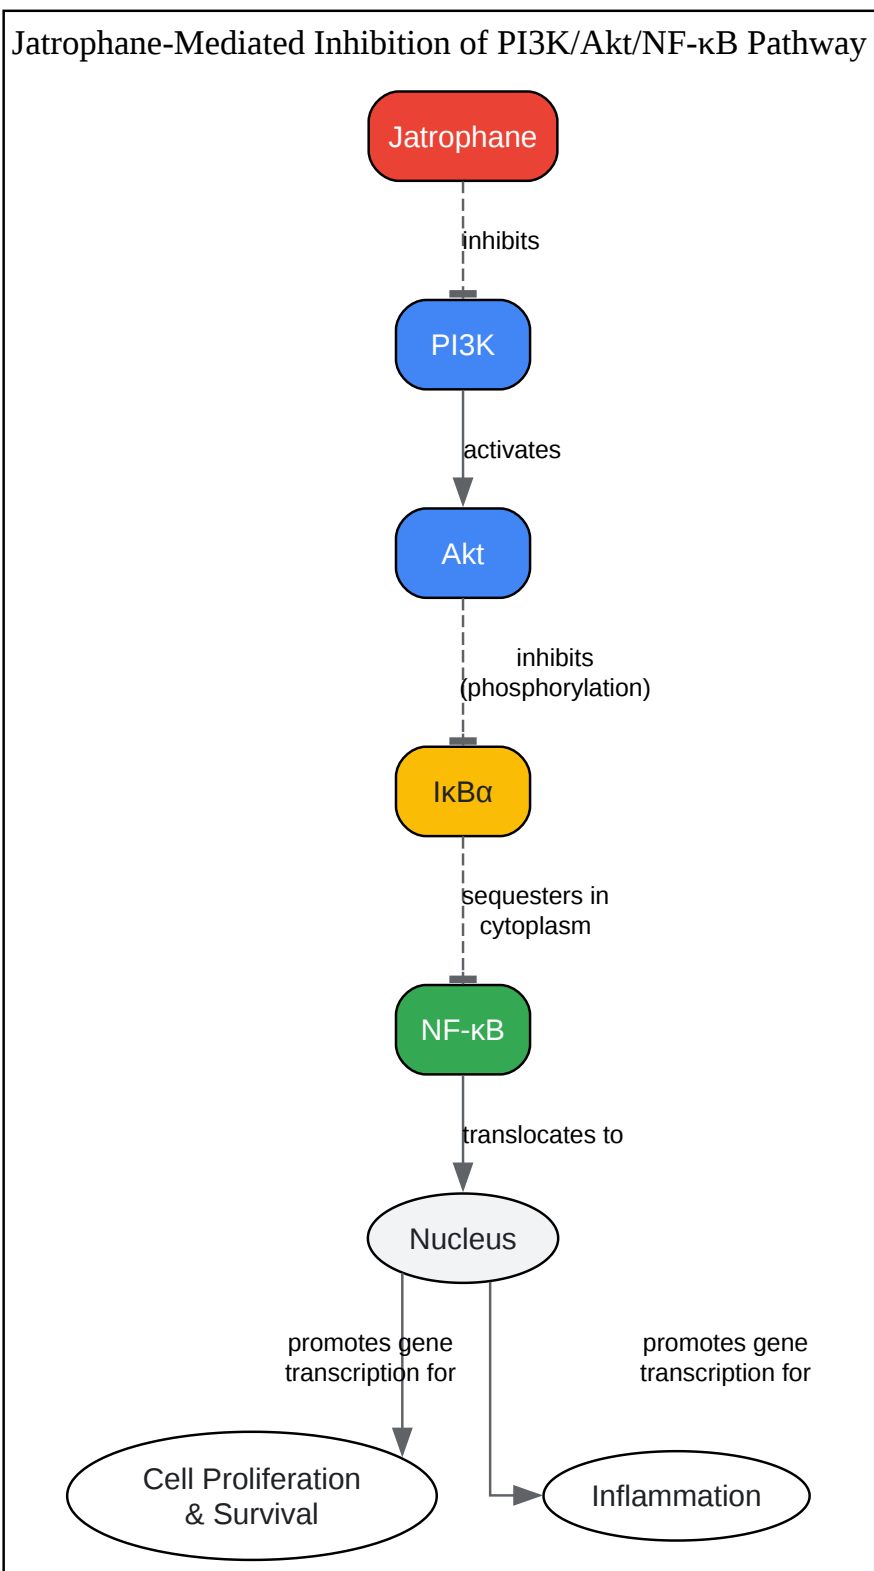 Jatrophane-Mediated Inhibition of PI3K/Akt/NF-κB Pathway
Jatrophane
inhibits
PI3K
activates
Akt
inhibits
(phosphorylation)
IκBα
sequesters in
cytoplasm
NF-κB
translocates to
Nucleus
promotes gene
transcription for
promotes gene
transcription for
Cell Proliferation
& Survival
Inflammation